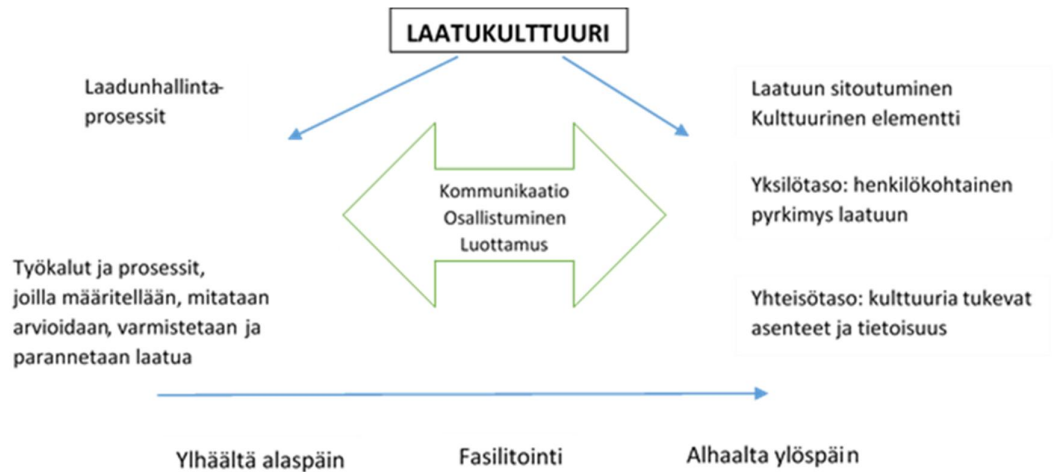 LAATUKULTTUURI
Laadunhallinta-
prosessit
Työkalut ja prosessit,
joilla määritellään, mitataan
arvioidaan, varmistetaan ja
parannetaan laatua
Kommunikaatio
Osallistuminen
Luottamus
Laatuun sitoutuminen
Kulttuurinen elementti
Yksilötaso: henkilökohtainen
pyrkimys laatuun
Yhteisötaso: kulttuuria tukevat
asenteet ja tietoisuus
Ylhäältä alaspäin
Fasilitointi
Alhaalta ylöspäin